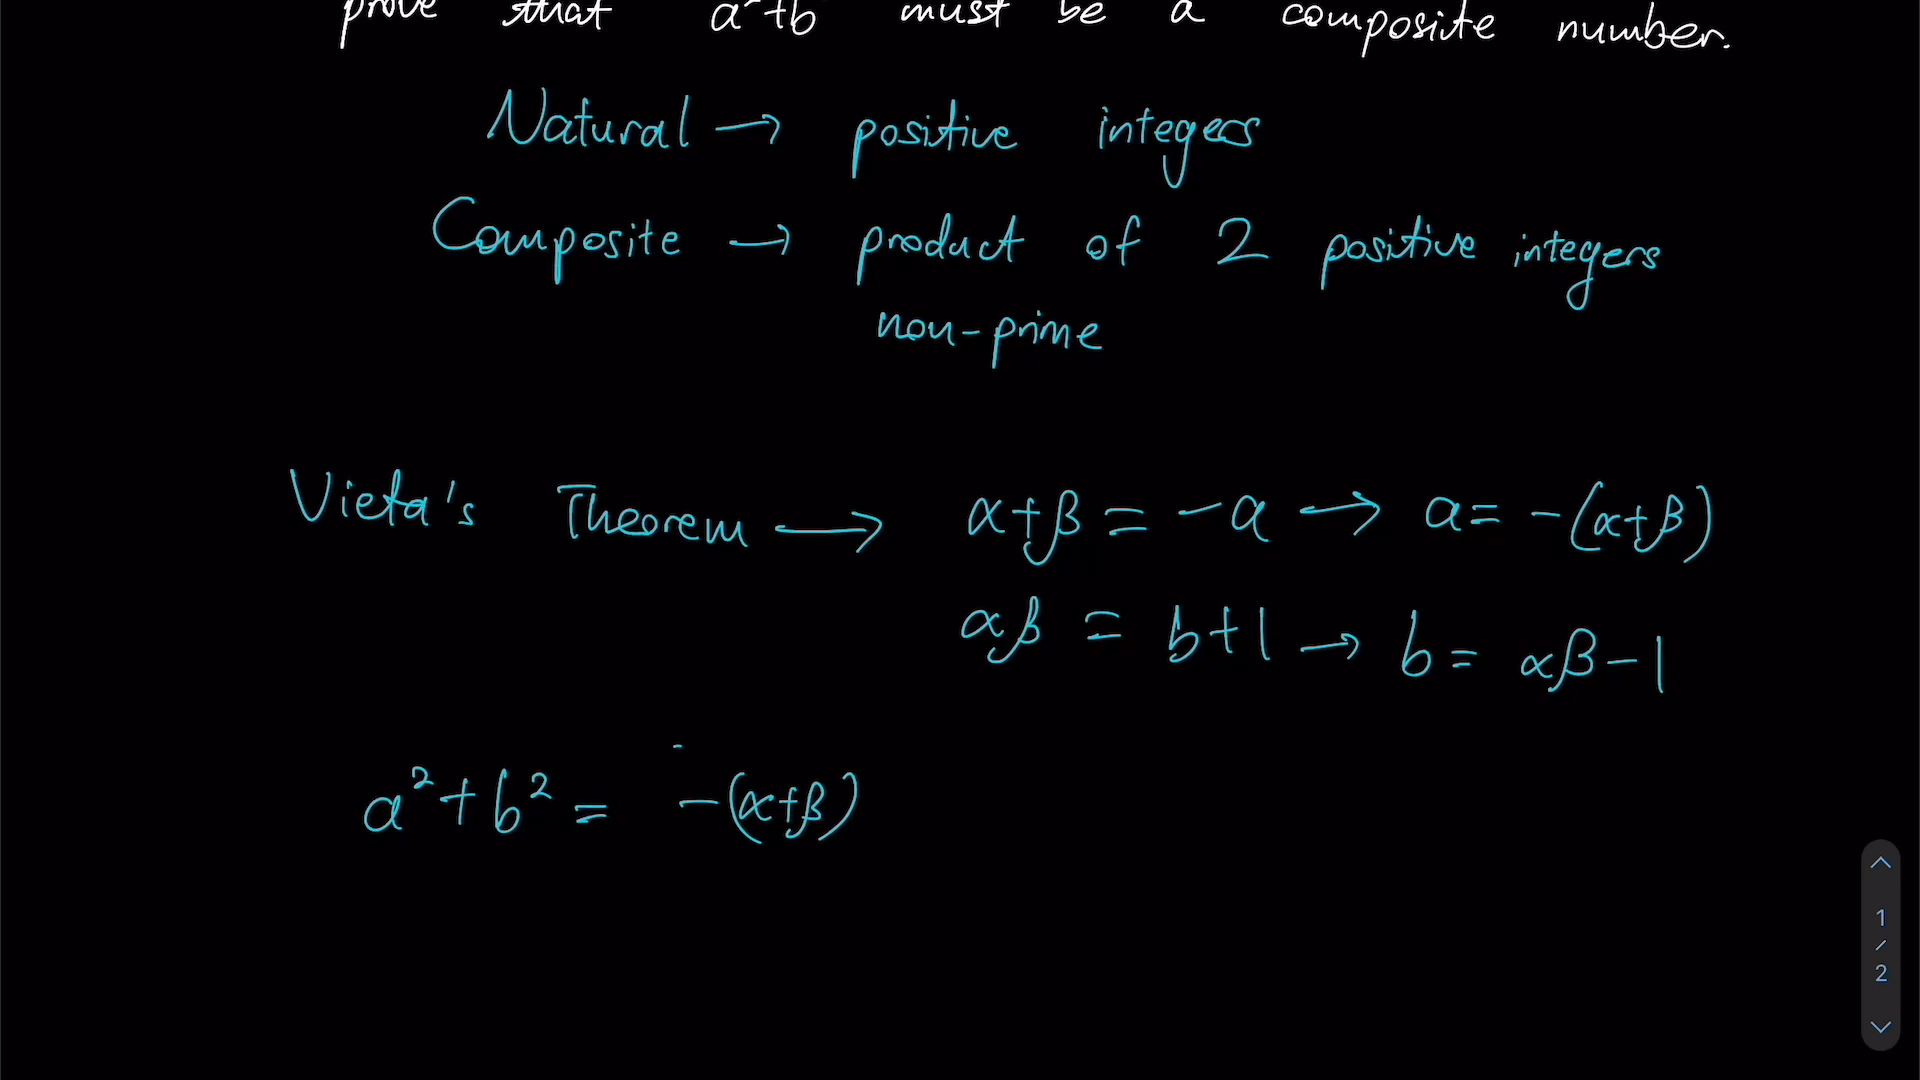 prove that a²+b² must be a composite number.
Natural → positive integers
Composite → product of 2 positive integers
non-prime
Vieta's Theorem → α+β = -a → a = -(α+β)
αβ = b+1 → b = αβ-1
a²+b² = -(α+β)
1
/
2